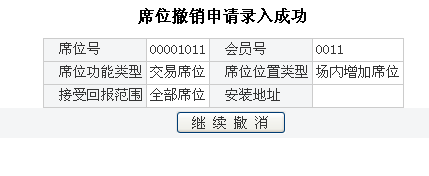 席位撤销申请录入成功
席位号 00001011 会员号 0011
席位功能类型 交易席位 席位位置类型 场内增加席位
接受回报范围 全部席位 安装地址
继 续 撤 消